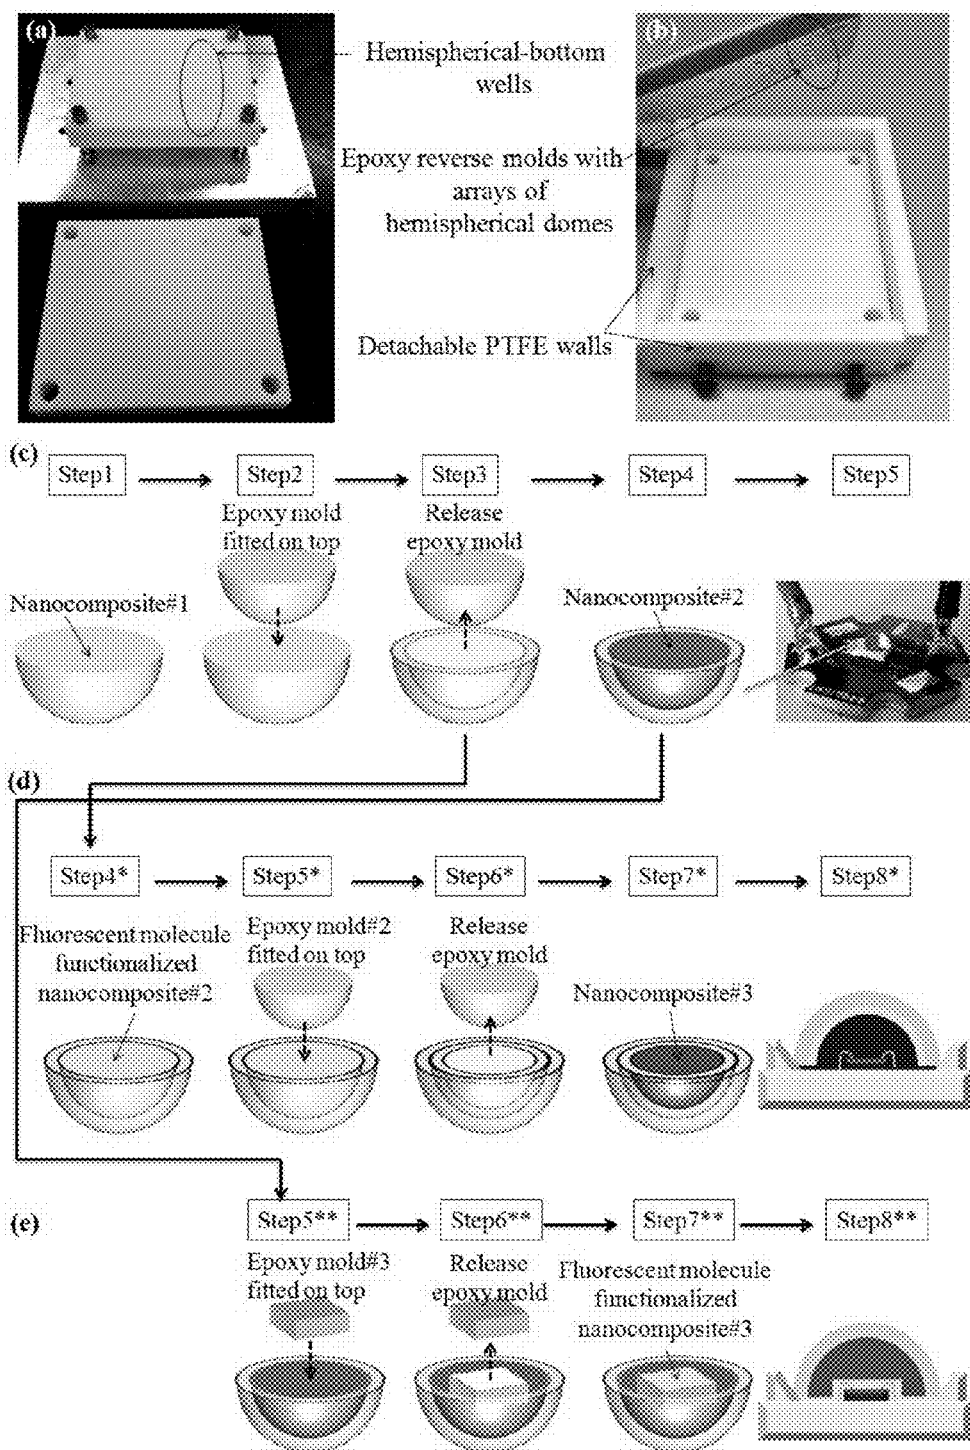 (a)
Hemispherical-bottom
wells
(b)
Epoxy reverse molds with
arrays of
hemispherical domes
Detachable PTFE walls
(c)
Step1
Step2
Step3
Step4
Step5
Epoxy mold
fitted on top
Release
epoxy mold
Nanocomposite#1
Nanocomposite#2
(d)
Step4*
Step5*
Step6*
Step7*
Step8*
Fluorescent molecule
functionalized
nanocomposite#2
Epoxy mold#2
fitted on top
Release
epoxy mold
Nanocomposite#3
(e)
Step5**
Step6**
Step7**
Step8**
Epoxy mold#3
fitted on top
Release
epoxy mold
Fluorescent molecule
functionalized
nanocomposite#3